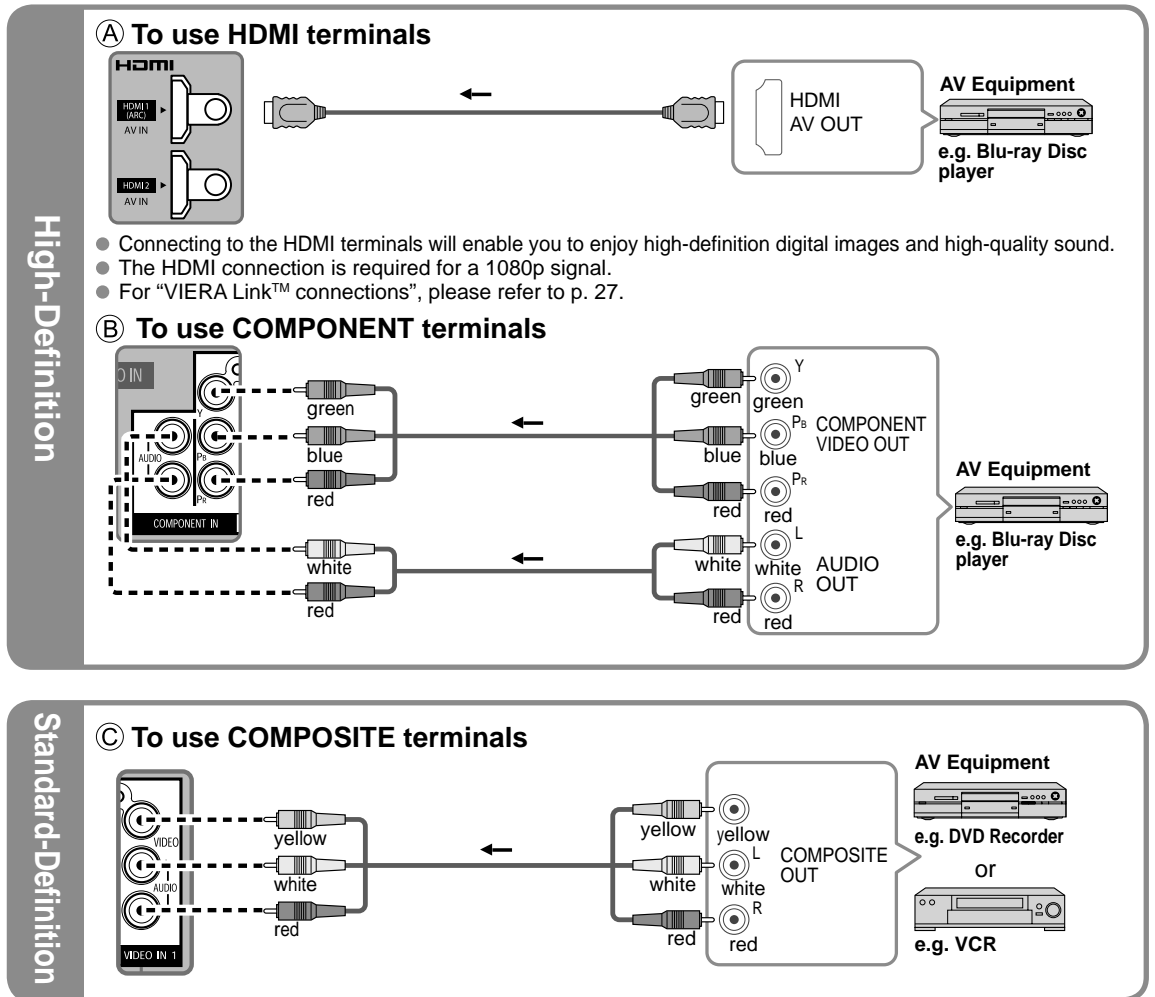 High-Definition
Ⓐ To use HDMI terminals
HDMI
HDMI 1
(ARC)
AV IN
HDMI 2
AV IN
HDMI
AV OUT
AV Equipment
e.g. Blu-ray Disc
player
● Connecting to the HDMI terminals will enable you to enjoy high-definition digital images and high-quality sound.
● The HDMI connection is required for a 1080p signal.
● For “VIERA Link™ connections”, please refer to p. 27.
Ⓑ To use COMPONENT terminals
O IN
Y
AUDIO
PB
PR
COMPONENT IN
green
blue
red
white
red
green
blue
red
white
red
Y
green
PB
blue
PR
red
COMPONENT
VIDEO OUT
L
white
R
red
AUDIO
OUT
AV Equipment
e.g. Blu-ray Disc
player
Standard-Definition
Ⓒ To use COMPOSITE terminals
VIDEO
AUDIO
VIDEO IN 1
yellow
white
red
yellow
white
red
yellow
L
white
R
red
COMPOSITE
OUT
AV Equipment
e.g. DVD Recorder
or
e.g. VCR